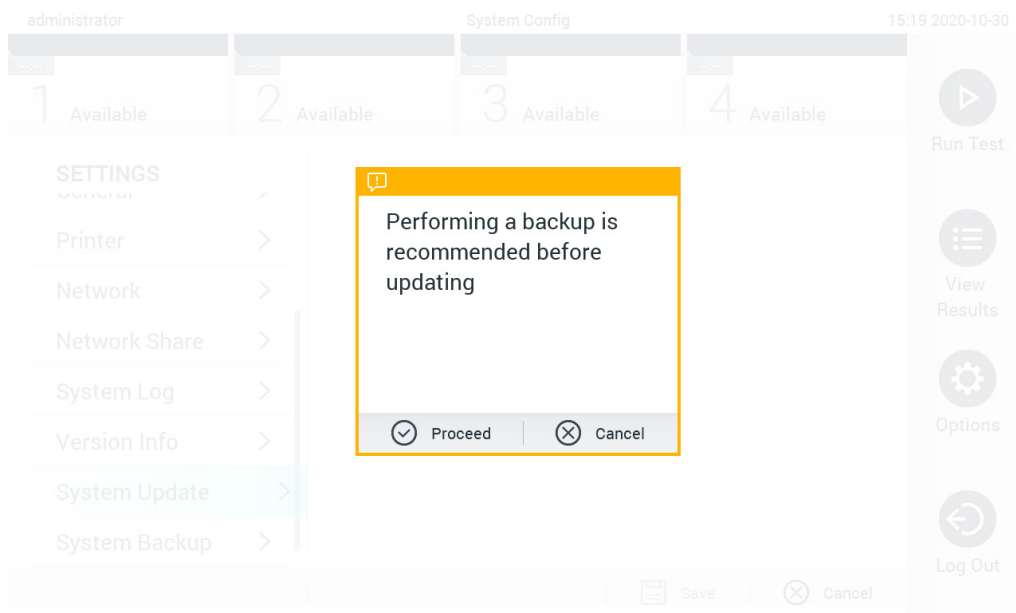 administrator
System Config
15:19 2020-10-30
1 Available
2 Available
3 Available
4 Available
Run Test
SETTINGS
General
Printer
Network
Network Share
System Log
Version Info
System Update
System Backup
Performing a backup is
recommended before
updating
Proceed
Cancel
View
Results
Options
Log Out
Save
Cancel